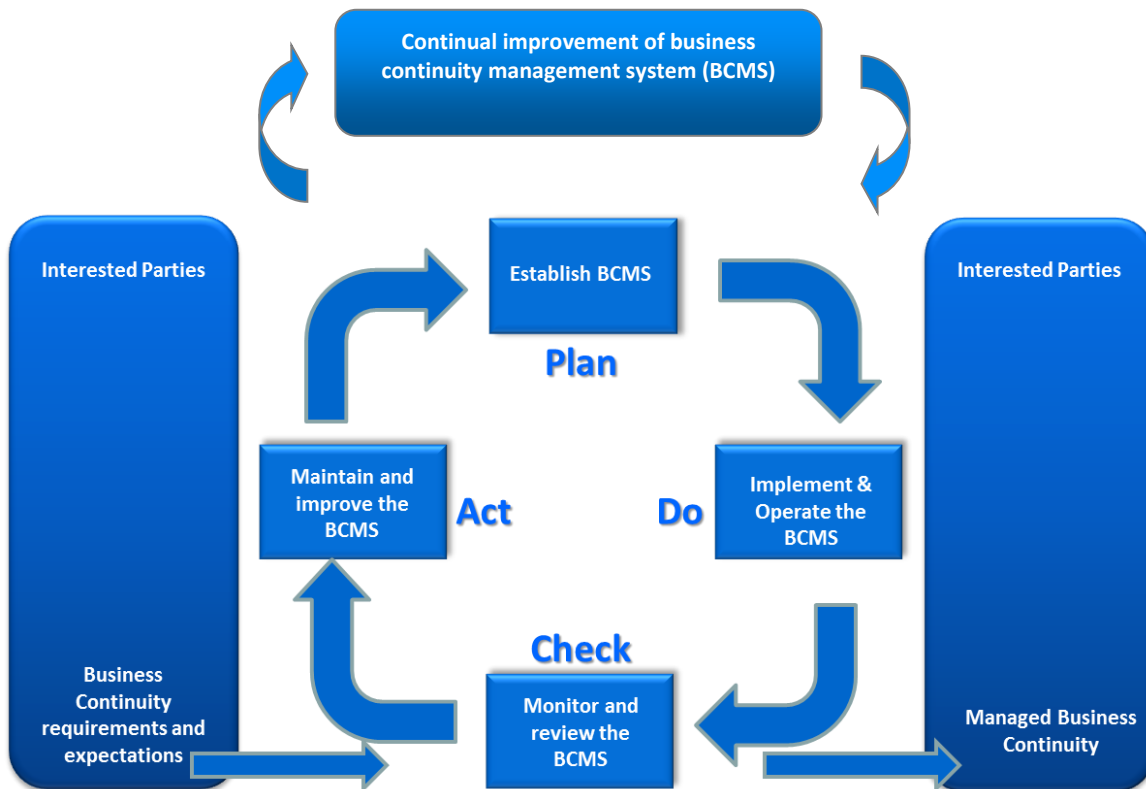 Continual improvement of business
continuity management system (BCMS)
Interested Parties
Establish BCMS
Interested Parties
Plan
Maintain and
improve the
BCMS
Act
Do
Implement &
Operate the
BCMS
Check
Business
Continuity
requirements and
expectations
Monitor and
review the
BCMS
Managed Business
Continuity